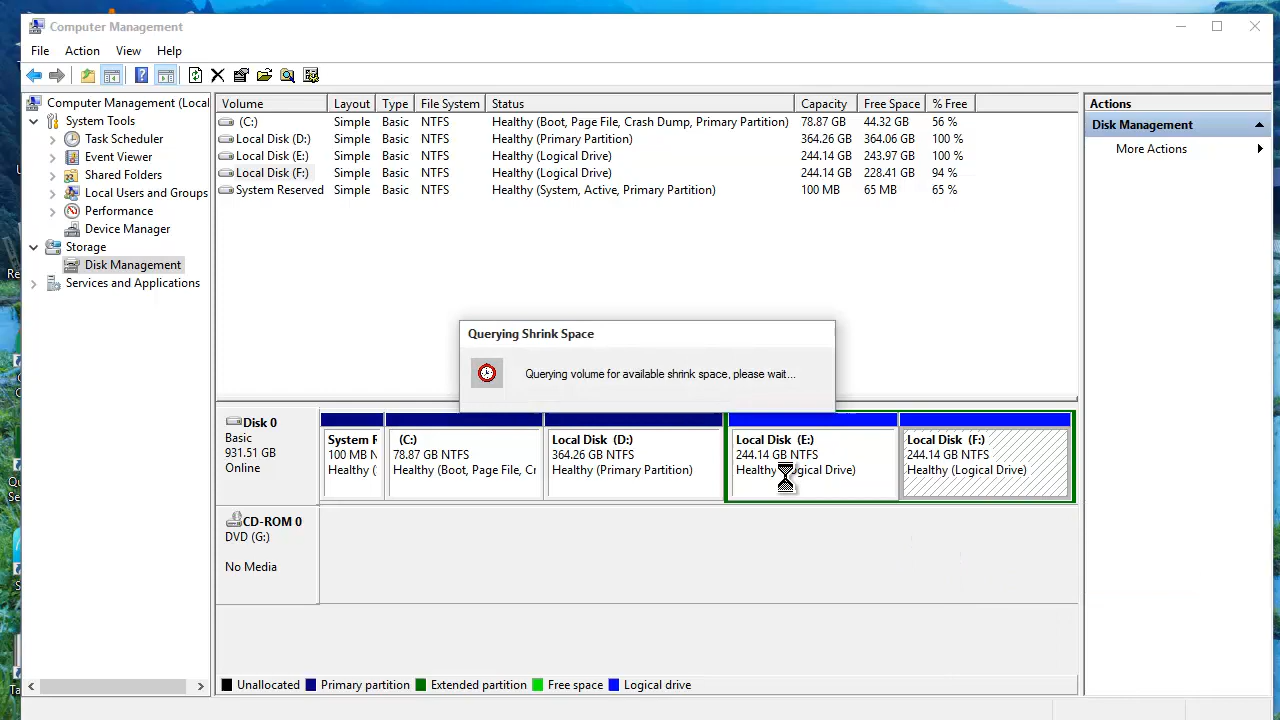 Computer Management
File Action View Help
Computer Management (Local
System Tools
Task Scheduler
Event Viewer
Shared Folders
Local Users and Groups
Performance
Device Manager
Storage
Disk Management
Services and Applications
Volume Layout Type File System Status Capacity Free Space % Free
(C:) Simple Basic NTFS Healthy (Boot, Page File, Crash Dump, Primary Partition) 78.87 GB 44.32 GB 56 %
Local Disk (D:) Simple Basic NTFS Healthy (Primary Partition) 364.26 GB 364.06 GB 100 %
Local Disk (E:) Simple Basic NTFS Healthy (Logical Drive) 244.14 GB 243.97 GB 100 %
Local Disk (F:) Simple Basic NTFS Healthy (Logical Drive) 244.14 GB 228.41 GB 94 %
System Reserved Simple Basic NTFS Healthy (System, Active, Primary Partition) 100 MB 65 MB 65 %
Actions
Disk Management
More Actions
Querying Shrink Space
Querying volume for available shrink space, please wait...
Disk 0
Basic
931.51 GB
Online
System R
100 MB N
Healthy (
(C:)
78.87 GB NTFS
Healthy (Boot, Page File, Cr
Local Disk (D:)
364.26 GB NTFS
Healthy (Primary Partition)
Local Disk (E:)
244.14 GB NTFS
Healthy (Logical Drive)
Local Disk (F:)
244.14 GB NTFS
Healthy (Logical Drive)
CD-ROM 0
DVD (G:)
No Media
Unallocated Primary partition Extended partition Free space Logical drive
Re
Qu
S
Ta